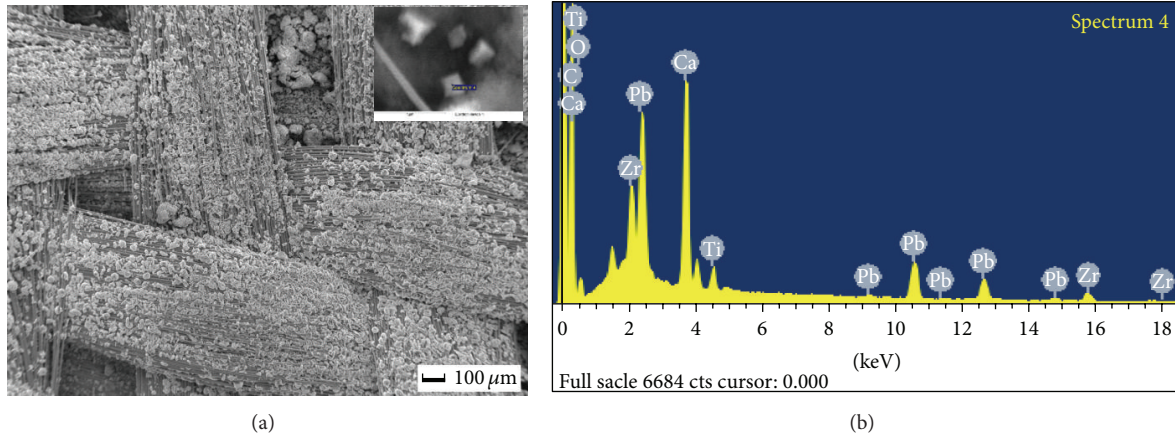 100 μm
(a)
Spectrum 4
Ti
O
C
Ca
Zr
Pb
Ca
Ti
Pb
Pb
Pb
Pb
Pb
Zr
Zr
0 2 4 6 8 10 12 14 16 18
(keV)
Full sacle 6684 cts cursor: 0.000
(b)